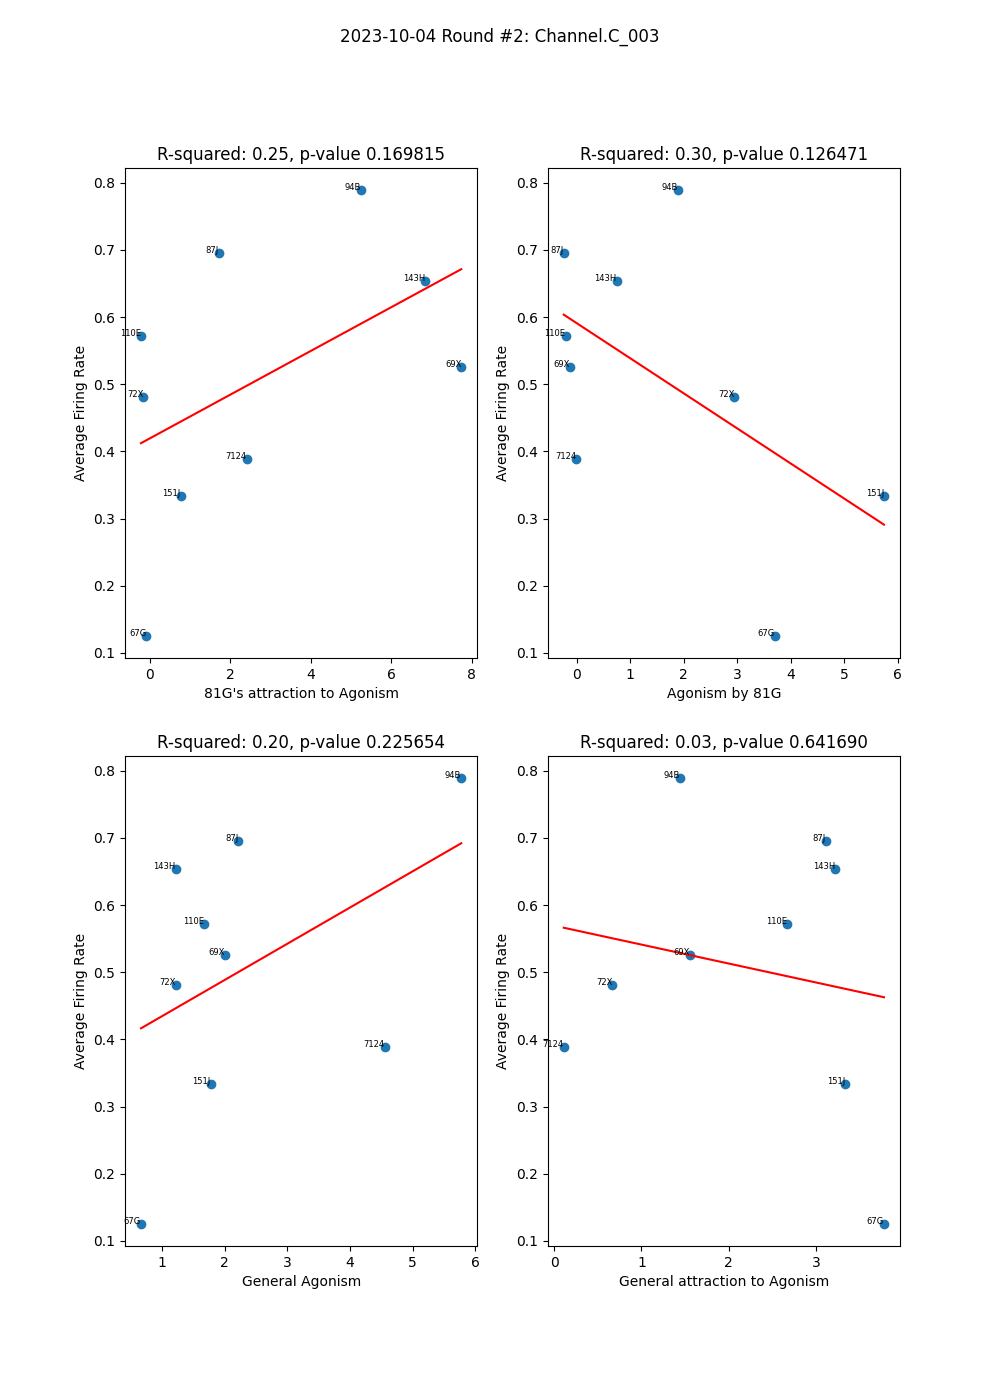 2023-10-04 Round #2: Channel.C_003
R-squared: 0.25, p-value 0.169815
0.8
0.7
0.6
0.5
0.4
0.3
0.2
0.1
Average Firing Rate
94B
87J
143H
110E
69X
72X
7124
151J
67G
0 2 4 6 8
81G's attraction to Agonism
R-squared: 0.30, p-value 0.126471
0.8
0.7
0.6
0.5
0.4
0.3
0.2
0.1
Average Firing Rate
94B
87J
143H
110E
69X
72X
7124
151J
67G
0 1 2 3 4 5 6
Agonism by 81G
R-squared: 0.20, p-value 0.225654
0.8
0.7
0.6
0.5
0.4
0.3
0.2
0.1
Average Firing Rate
94B
87J
143H
110E
69X
72X
7124
151J
67G
1 2 3 4 5 6
General Agonism
R-squared: 0.03, p-value 0.641690
0.8
0.7
0.6
0.5
0.4
0.3
0.2
0.1
Average Firing Rate
94B
87J
143H
110E
69X
72X
7124
151J
67G
0 1 2 3
General attraction to Agonism